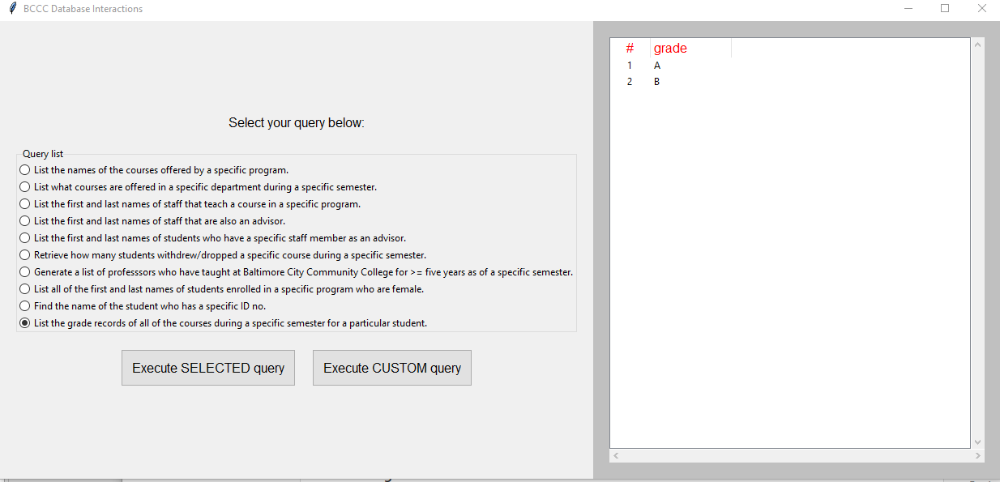 BCCC Database Interactions
Select your query below:
Query list
List the names of the courses offered by a specific program.
List what courses are offered in a specific department during a specific semester.
List the first and last names of staff that teach a course in a specific program.
List the first and last names of staff that are also an advisor.
List the first and last names of students who have a specific staff member as an advisor.
Retrieve how many students withdrew/dropped a specific course during a specific semester.
Generate a list of professsors who have taught at Baltimore City Community College for >= five years as of a specific semester.
List all of the first and last names of students enrolled in a specific program who are female.
Find the name of the student who has a specific ID no.
List the grade records of all of the courses during a specific semester for a particular student.
Execute SELECTED query
Execute CUSTOM query
# grade
1 A
2 B